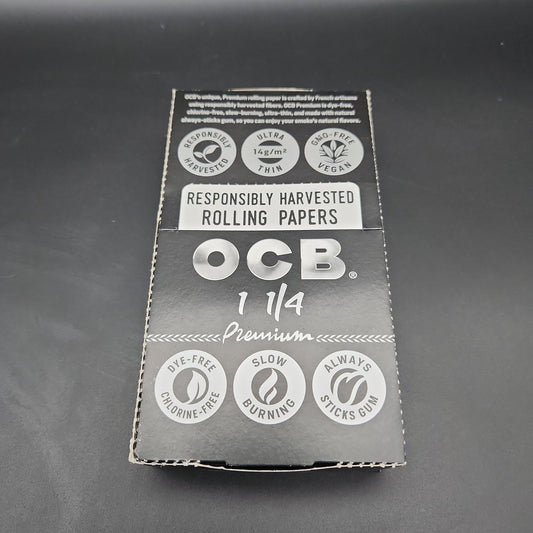 OCB's unique, Premium rolling paper is crafted by French artisans
using responsibly harvested fibers. OCB Premium is dye-free,
chlorine-free, slow-burning, ultra-thin, and made with natural
always-sticks gum, so you can enjoy your smoke's natural flavors.
RESPONSIBLY HARVESTED
ULTRA 14g/m² THIN
GMO-FREE VEGAN
RESPONSIBLY HARVESTED
ROLLING PAPERS
OCB®
1 1/4
Premium
DYE-FREE CHLORINE-FREE
SLOW BURNING
ALWAYS STICKS GUM